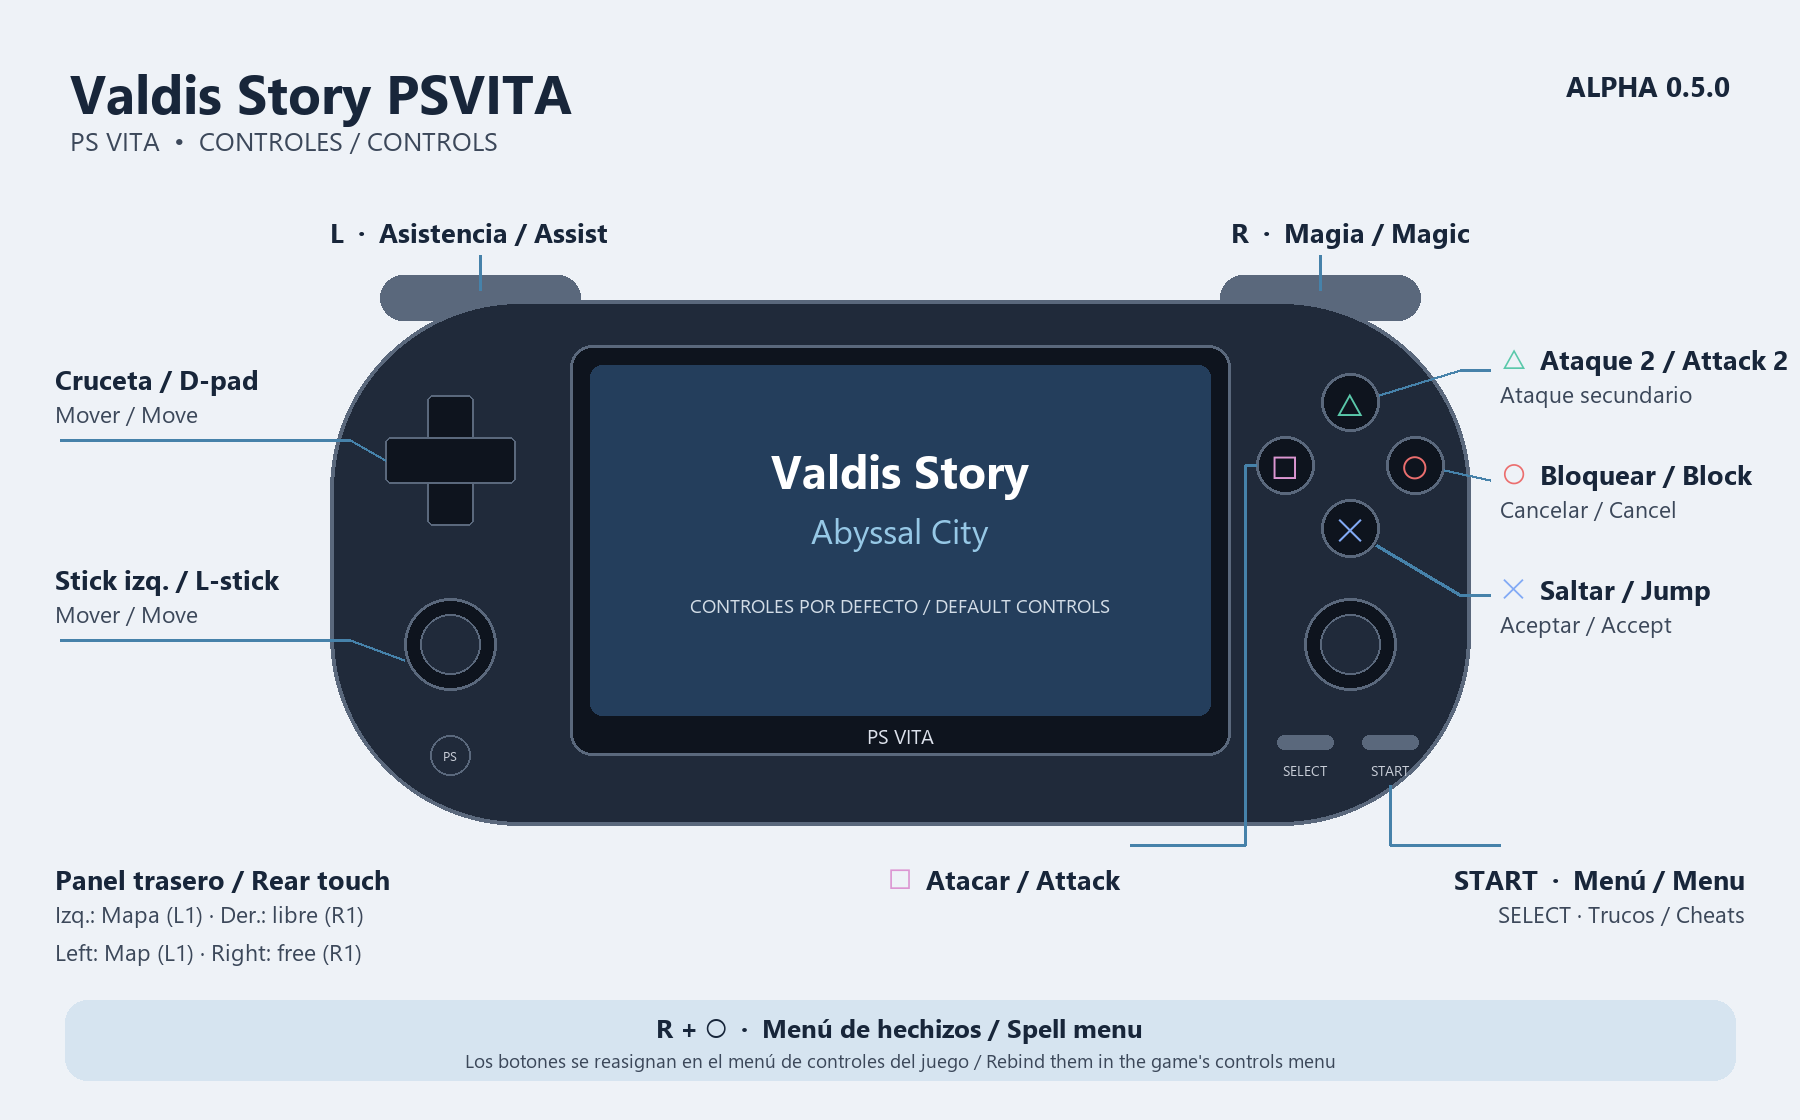 Valdis Story PSVITA
ALPHA 0.5.0
PS VITA • CONTROLES / CONTROLS
L · Asistencia / Assist
R · Magia / Magic
Cruceta / D-pad
Mover / Move
Stick izq. / L-stick
Mover / Move
Valdis Story
Abyssal City
CONTROLES POR DEFECTO / DEFAULT CONTROLS
PS VITA
PS
SELECT
START
△ Ataque 2 / Attack 2
Ataque secundario
○ Bloquear / Block
Cancelar / Cancel
✕ Saltar / Jump
Aceptar / Accept
Panel trasero / Rear touch
Izq.: Mapa (L1) · Der.: libre (R1)
Left: Map (L1) · Right: free (R1)
□ Atacar / Attack
START · Menú / Menu
SELECT · Trucos / Cheats
R + ○ · Menú de hechizos / Spell menu
Los botones se reasignan en el menú de controles del juego / Rebind them in the game's controls menu